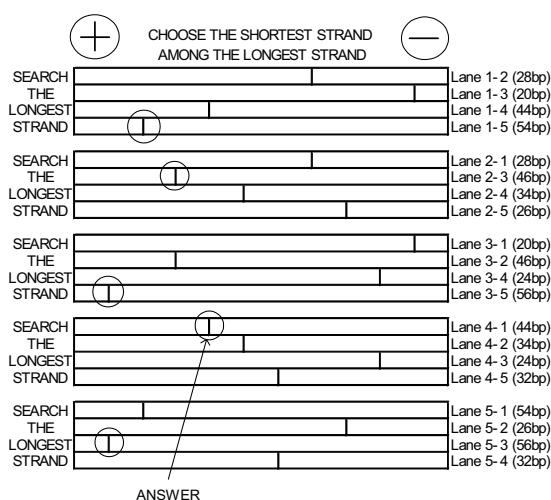 + CHOOSE THE SHORTEST STRAND −
AMONG THE LONGEST STRAND
SEARCH Lane 1- 2 (28bp)
THE Lane 1- 3 (20bp)
LONGEST Lane 1- 4 (44bp)
STRAND Lane 1- 5 (54bp)
SEARCH Lane 2- 1 (28bp)
THE Lane 2- 3 (46bp)
LONGEST Lane 2- 4 (34bp)
STRAND Lane 2- 5 (26bp)
SEARCH Lane 3- 1 (20bp)
THE Lane 3- 2 (46bp)
LONGEST Lane 3- 4 (24bp)
STRAND Lane 3- 5 (56bp)
SEARCH Lane 4- 1 (44bp)
THE Lane 4- 2 (34bp)
LONGEST Lane 4- 3 (24bp)
STRAND Lane 4- 5 (32bp)
SEARCH Lane 5- 1 (54bp)
THE Lane 5- 2 (26bp)
LONGEST Lane 5- 3 (56bp)
STRAND Lane 5- 4 (32bp)
ANSWER